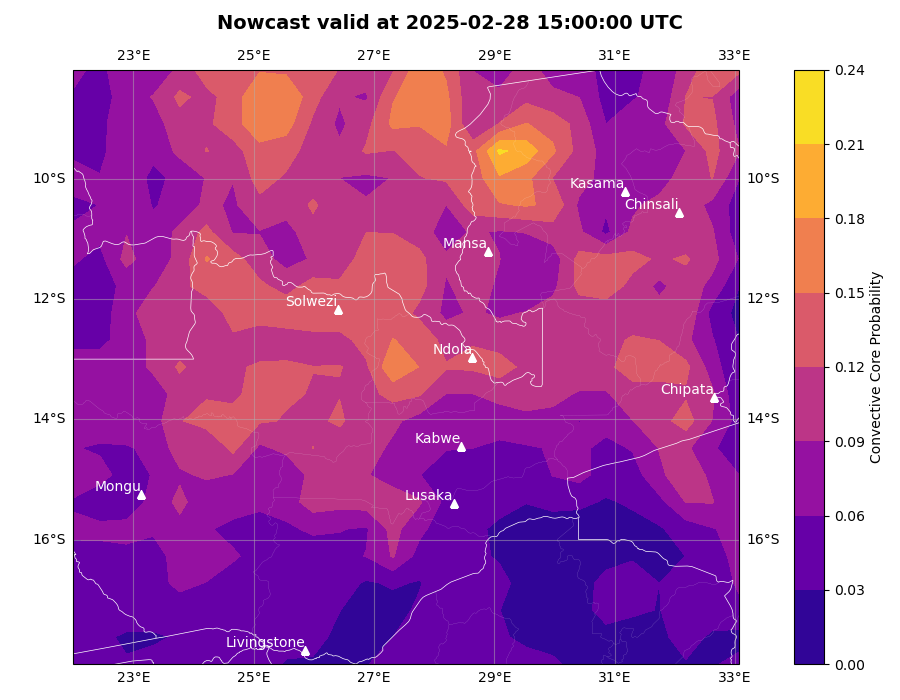 Nowcast valid at 2025-02-28 15:00:00 UTC
23°E 25°E 27°E 29°E 31°E 33°E
0.24
0.21
10°S Kasama 10°S
Chinsali
0.18
Mansa
12°S Solwezi 12°S
0.15
Ndola
0.12
Chipata
14°S 14°S
Kabwe
0.09
Mongu
Lusaka
0.06
16°S 16°S
0.03
Livingstone
0.00
23°E 25°E 27°E 29°E 31°E 33°E
Convective Core Probability